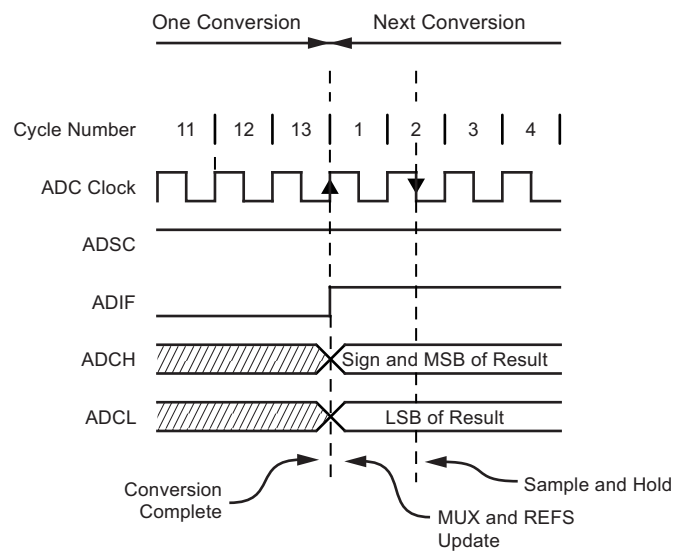 One Conversion
Next Conversion
Cycle Number
11 12 13 1 2 3 4
ADC Clock
ADSC
ADIF
ADCH
Sign and MSB of Result
ADCL
LSB of Result
Conversion
Complete
MUX and REFS
Update
Sample and Hold